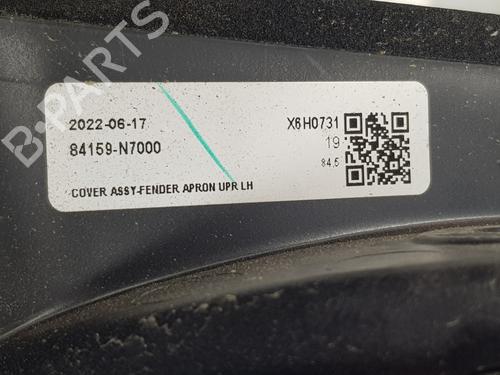 B-PARTS
2022-06-17
84159-N7000
X6H0731
19
84,5
COVER ASSY-FENDER APRON UPR LH